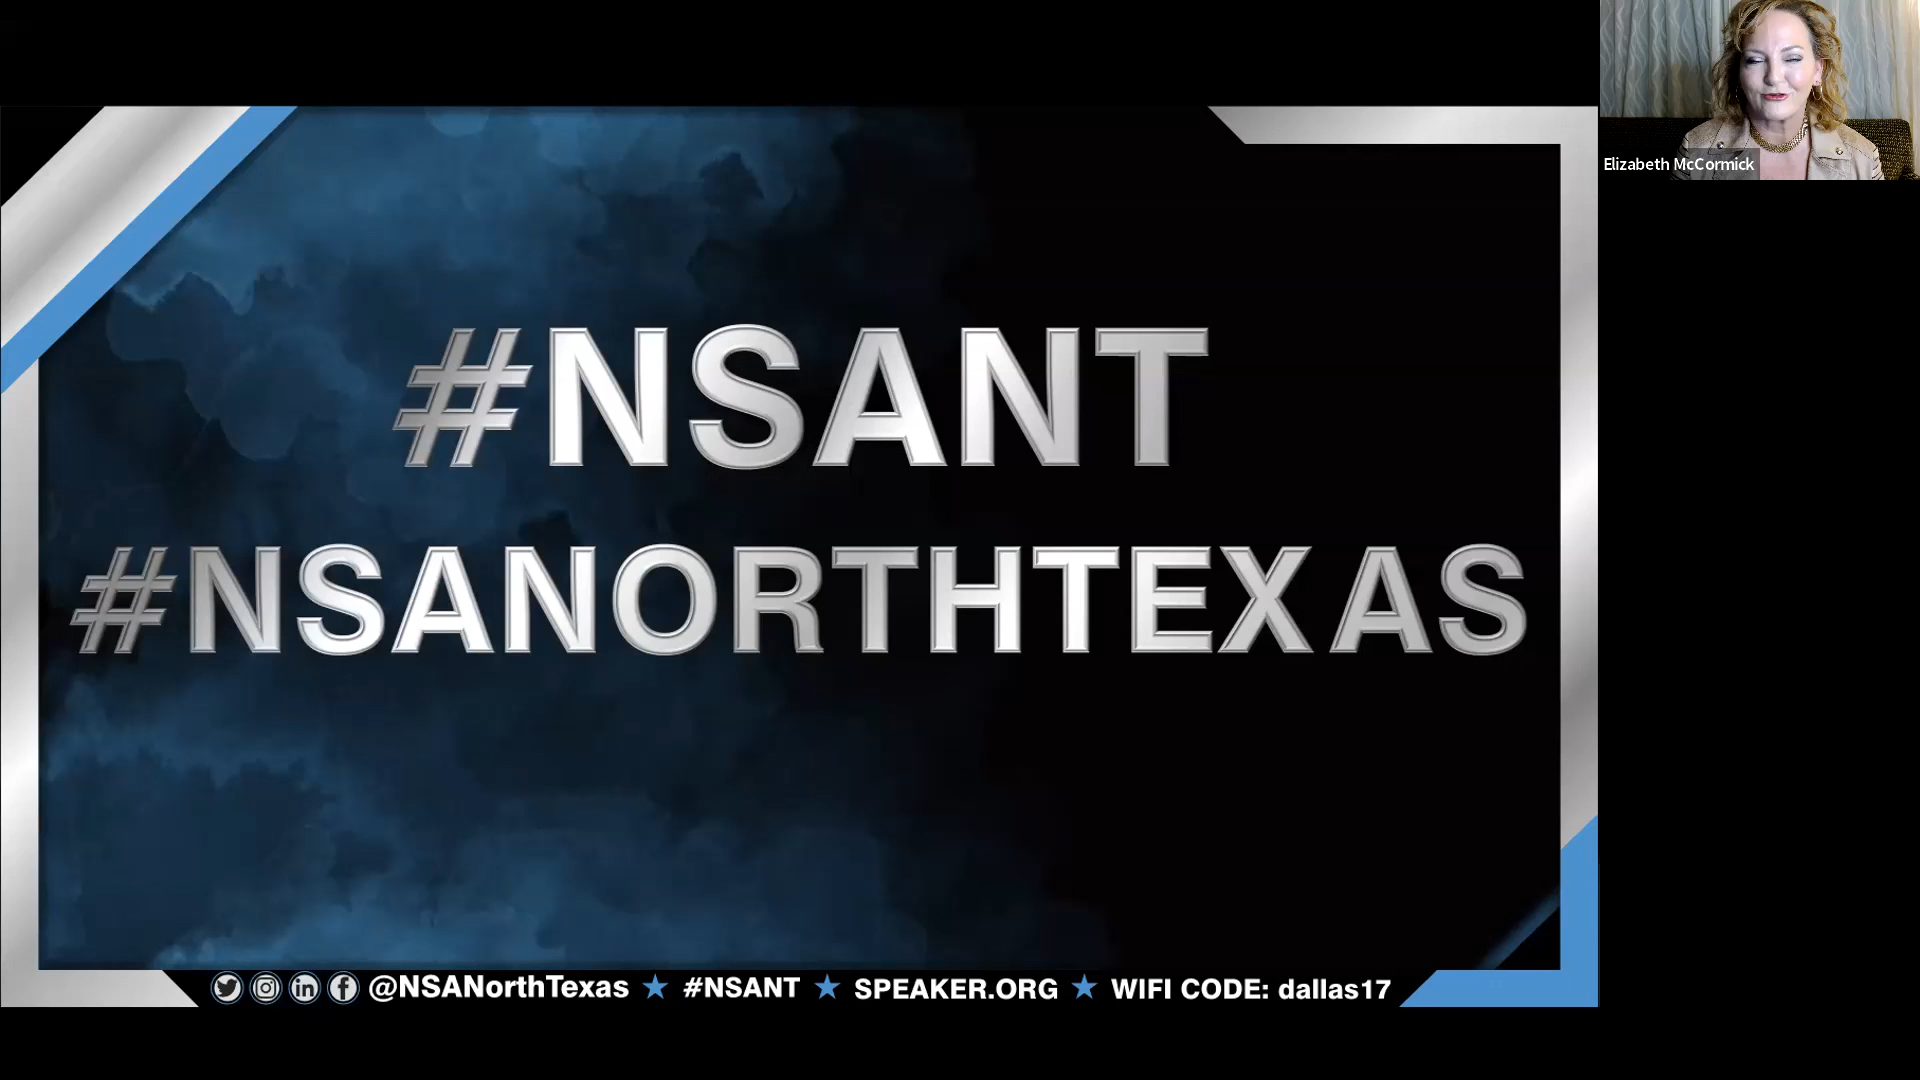 Elizabeth McCormick
#NSANT
#NSANORTHTEXAS
@NSANorthTexas ★ #NSANT ★ SPEAKER.ORG ★ WIFI CODE: dallas17